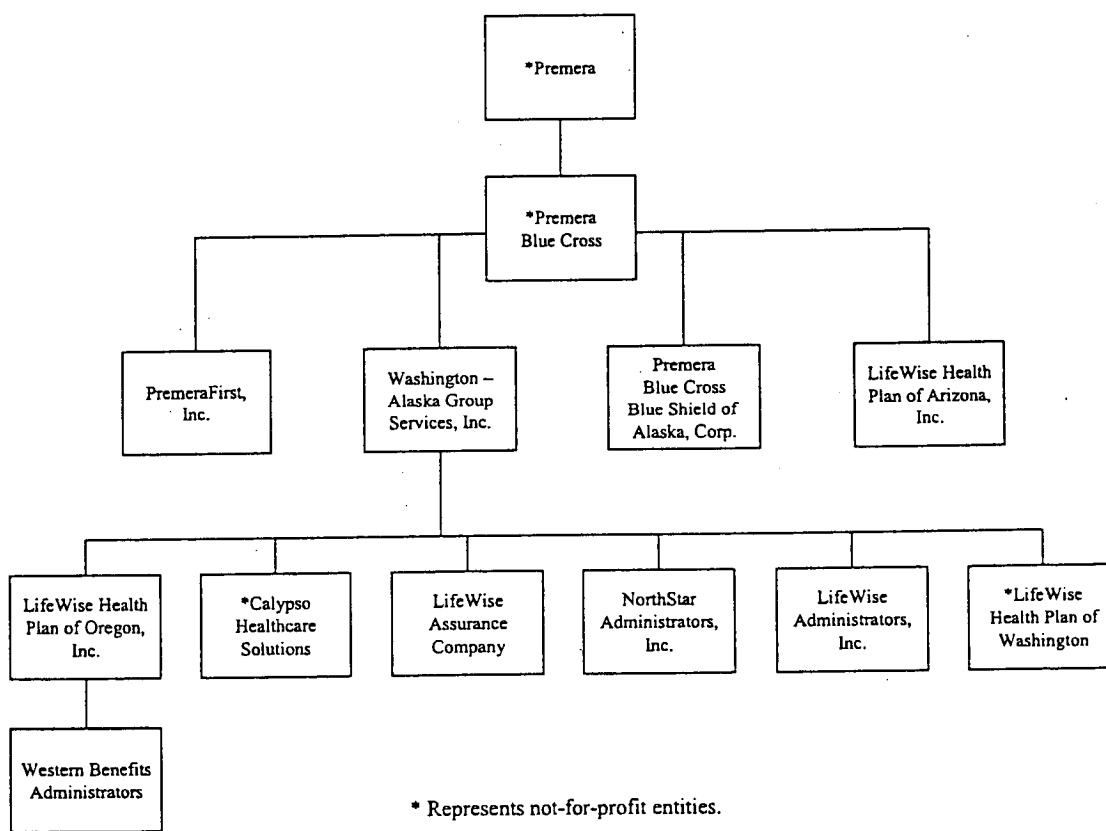 *Premera
*Premera
Blue Cross
PremeraFirst,
Inc.
Washington –
Alaska Group
Services, Inc.
Premera
Blue Cross
Blue Shield of
Alaska, Corp.
LifeWise Health
Plan of Arizona,
Inc.
LifeWise Health
Plan of Oregon,
Inc.
*Calypso
Healthcare
Solutions
LifeWise
Assurance
Company
NorthStar
Administrators,
Inc.
LifeWise
Administrators,
Inc.
*LifeWise
Health Plan of
Washington
Western Benefits
Administrators
* Represents not-for-profit entities.